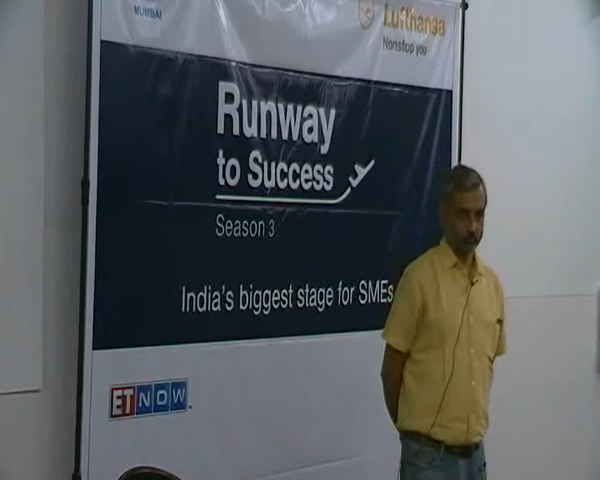 MUMBAI
Lufthansa
Nonstop you
Runway
to Success
Season 3
India's biggest stage for SMEs
ET NOW